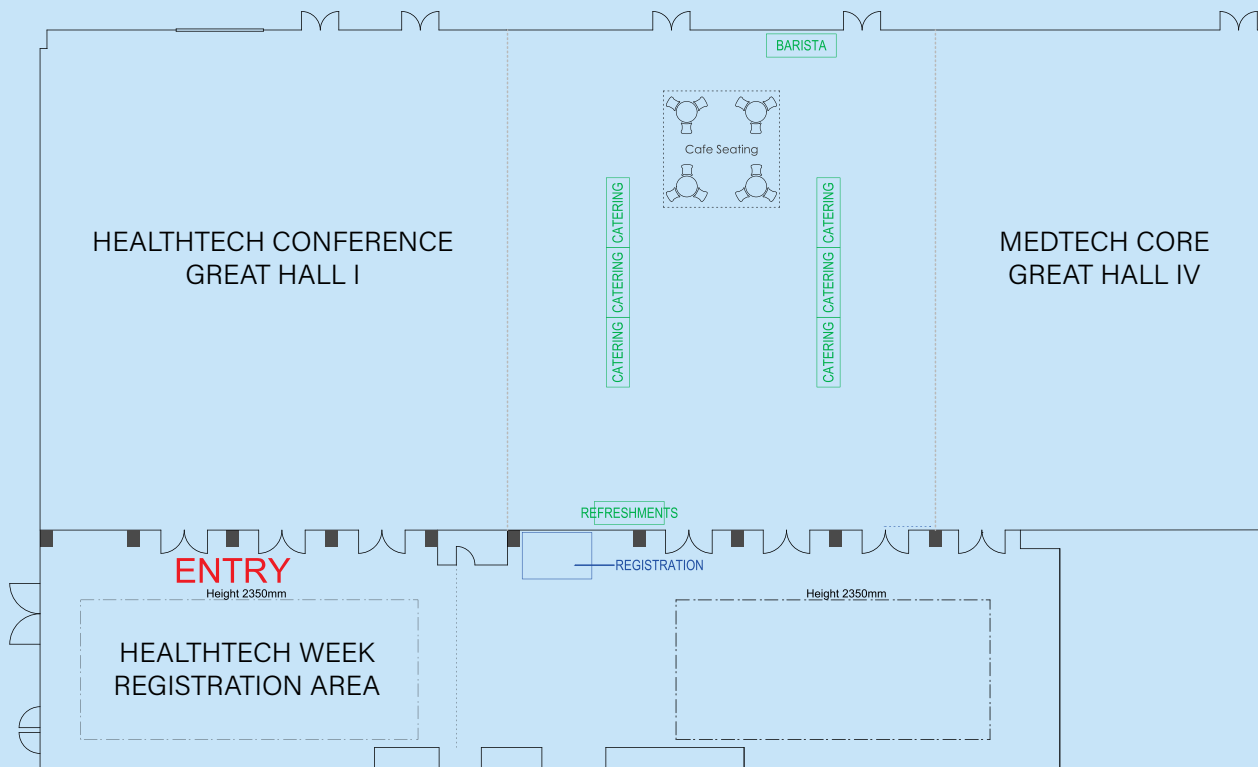 BARISTA
Cafe Seating
CATERING
CATERING
CATERING
CATERING
CATERING
CATERING
HEALTHTECH CONFERENCE
GREAT HALL I
MEDTECH CORE
GREAT HALL IV
REFRESHMENTS
REGISTRATION
ENTRY
Height 2350mm
Height 2350mm
HEALTHTECH WEEK
REGISTRATION AREA